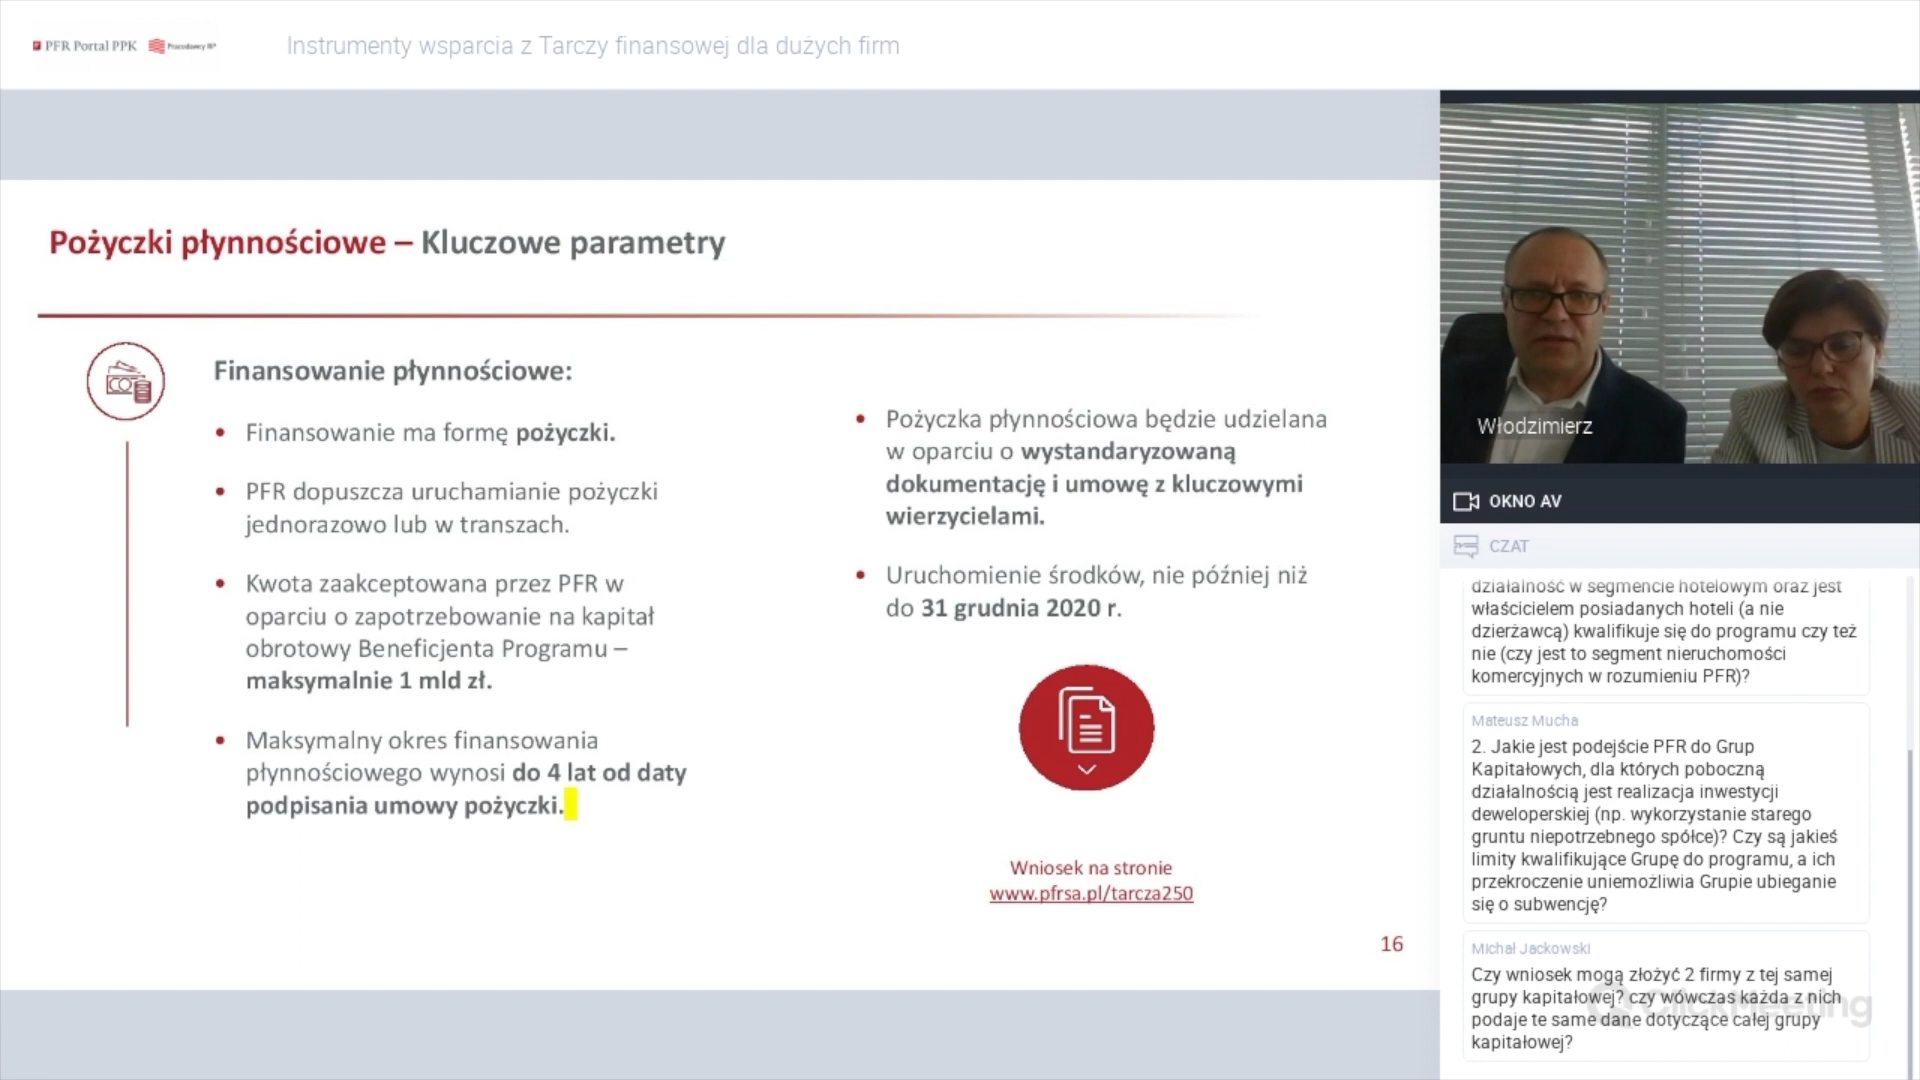 PFR Portal PPK
Pracodawcy RP
Instrumenty wsparcia z Tarczy finansowej dla dużych firm
Pożyczki płynnościowe – Kluczowe parametry
Finansowanie płynnościowe:
• Finansowanie ma formę pożyczki.
• PFR dopuszcza uruchamianie pożyczki
jednorazowo lub w transzach.
• Kwota zaakceptowana przez PFR w
oparciu o zapotrzebowanie na kapitał
obrotowy Beneficjenta Programu –
maksymalnie 1 mld zł.
• Maksymalny okres finansowania
płynnościowego wynosi do 4 lat od daty
podpisania umowy pożyczki.
• Pożyczka płynnościowa będzie udzielana
w oparciu o wystandaryzowaną
dokumentację i umowę z kluczowymi
wierzycielami.
• Uruchomienie środków, nie później niż
do 31 grudnia 2020 r.
Wniosek na stronie
www.pfrsa.pl/tarcza250
16
Włodzimierz
OKNO AV
CZAT
działalność w segmencie hotelowym oraz jest
właścicielem posiadanych hoteli (a nie
dzierżawcą) kwalifikuje się do programu czy też
nie (czy jest to segment nieruchomości
komercyjnych w rozumieniu PFR)?
Mateusz Mucha
2. Jakie jest podejście PFR do Grup
Kapitałowych, dla których poboczną
działalnością jest realizacja inwestycji
deweloperskiej (np. wykorzystanie starego
gruntu niepotrzebnego spółce)? Czy są jakieś
limity kwalifikujące Grupę do programu, a ich
przekroczenie uniemożliwia Grupie ubieganie
się o subwencję?
Michał Jackowski
Czy wniosek mogą złożyć 2 firmy z tej samej
grupy kapitałowej? czy wówczas każda z nich
podaje te same dane dotyczące całej grupy
kapitałowej?
ClickMeeting